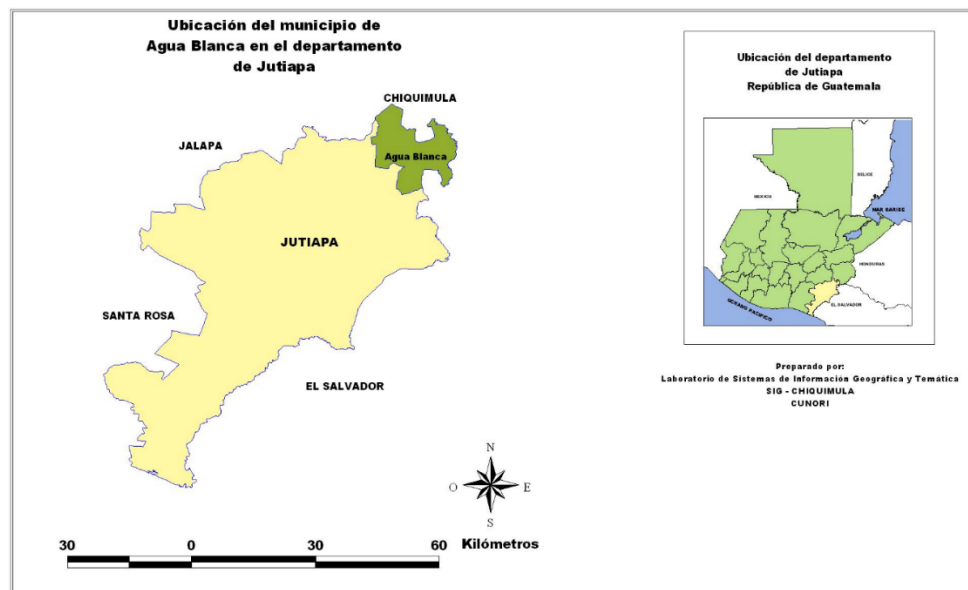 Ubicación del municipio de
Agua Blanca en el departamento
de Jutiapa
CHIQUIMULA
JALAPA
Agua Blanca
JUTIAPA
SANTA ROSA
EL SALVADOR
N
O
E
S
30 0 30 60 Kilómetros
Ubicación del departamento
de Jutiapa
República de Guatemala
BELICE
MEXICO
MAR CARIBE
HONDURAS
EL SALVADOR
OCEANO PACIFICO
Preparado por:
Laboratorio de Sistemas de Información Geográfica y Temática
SIG - CHIQUIMULA
CUNORI